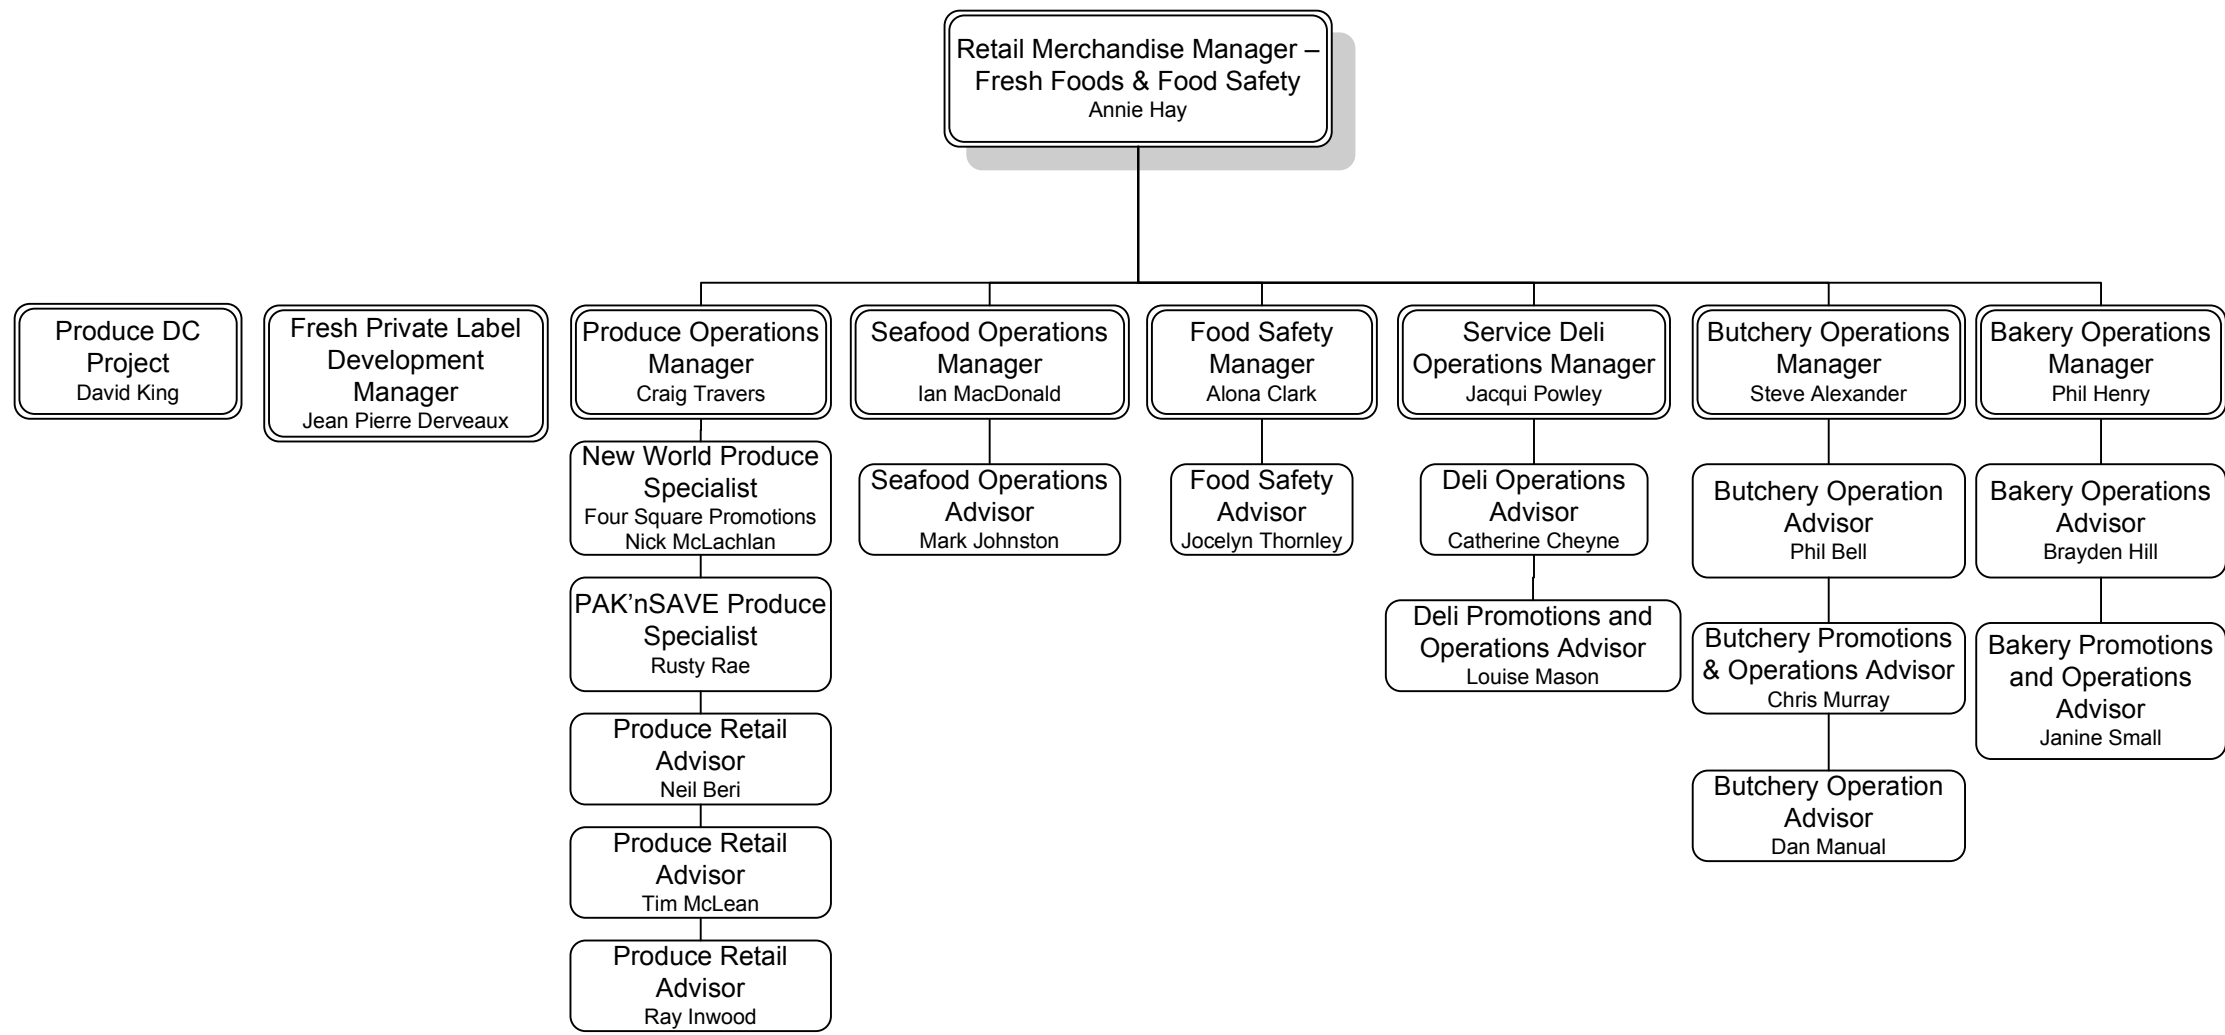 Retail Merchandise Manager –
Fresh Foods & Food Safety
Annie Hay
Produce DC
Project
David King
Fresh Private Label
Development
Manager
Jean Pierre Derveaux
Produce Operations
Manager
Craig Travers
New World Produce
Specialist
Four Square Promotions
Nick McLachlan
PAK’nSAVE Produce
Specialist
Rusty Rae
Produce Retail
Advisor
Neil Beri
Produce Retail
Advisor
Tim McLean
Produce Retail
Advisor
Ray Inwood
Seafood Operations
Manager
Ian MacDonald
Seafood Operations
Advisor
Mark Johnston
Food Safety
Manager
Alona Clark
Food Safety
Advisor
Jocelyn Thornley
Service Deli
Operations Manager
Jacqui Powley
Deli Operations
Advisor
Catherine Cheyne
Deli Promotions and
Operations Advisor
Louise Mason
Butchery Operations
Manager
Steve Alexander
Butchery Operation
Advisor
Phil Bell
Butchery Promotions
& Operations Advisor
Chris Murray
Butchery Operation
Advisor
Dan Manual
Bakery Operations
Manager
Phil Henry
Bakery Operations
Advisor
Brayden Hill
Bakery Promotions
and Operations
Advisor
Janine Small